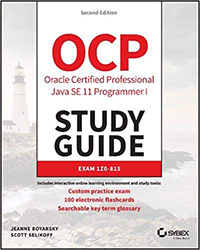 Second Edition
OCP
Oracle Certified Professional
Java SE 11 Programmer I
STUDY
GUIDE
EXAM 1Z0-815
Includes interactive online learning environment and study tools:
Custom practice exam
100 electronic flashcards
Searchable key term glossary
JEANNE BOYARSKY
SCOTT SELIKOFF
SYBEX